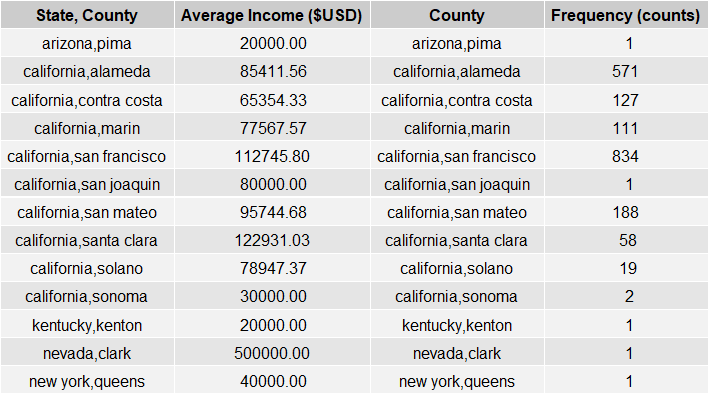 State, County Average Income ($USD) County Frequency (counts)
arizona,pima 20000.00 arizona,pima 1
california,alameda 85411.56 california,alameda 571
california,contra costa 65354.33 california,contra costa 127
california,marin 77567.57 california,marin 111
california,san francisco 112745.80 california,san francisco 834
california,san joaquin 80000.00 california,san joaquin 1
california,san mateo 95744.68 california,san mateo 188
california,santa clara 122931.03 california,santa clara 58
california,solano 78947.37 california,solano 19
california,sonoma 30000.00 california,sonoma 2
kentucky,kenton 20000.00 kentucky,kenton 1
nevada,clark 500000.00 nevada,clark 1
new york,queens 40000.00 new york,queens 1